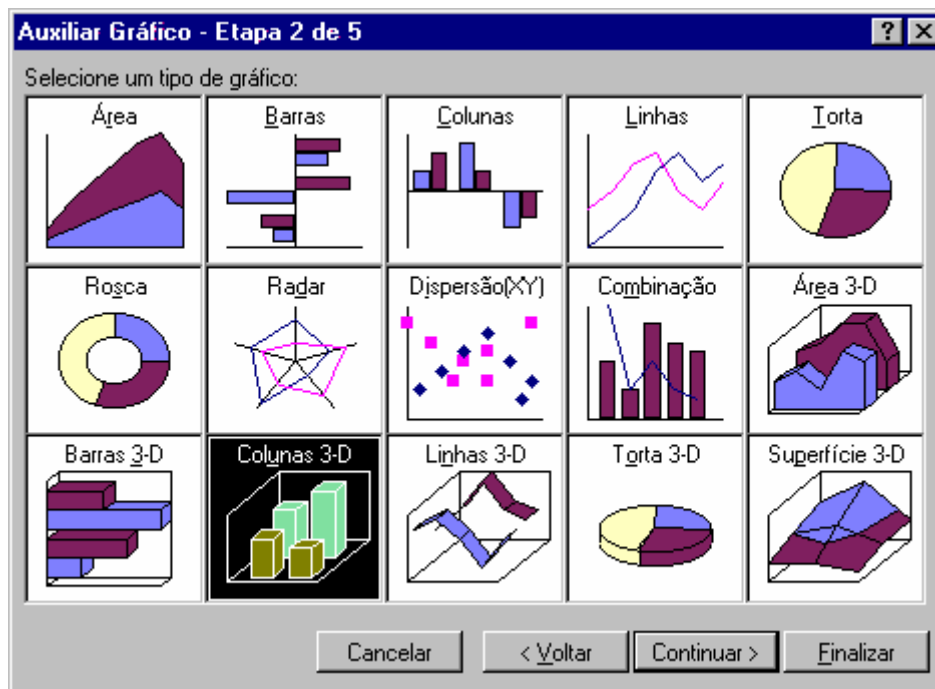 Auxiliar Gráfico - Etapa 2 de 5
Selecione um tipo de gráfico:
Área Barras Colunas Linhas Torta
Rosca Radar Dispersão(XY) Combinação Área 3-D
Barras 3-D Colunas 3-D Linhas 3-D Torta 3-D Superfície 3-D
Cancelar < Voltar Continuar > Finalizar